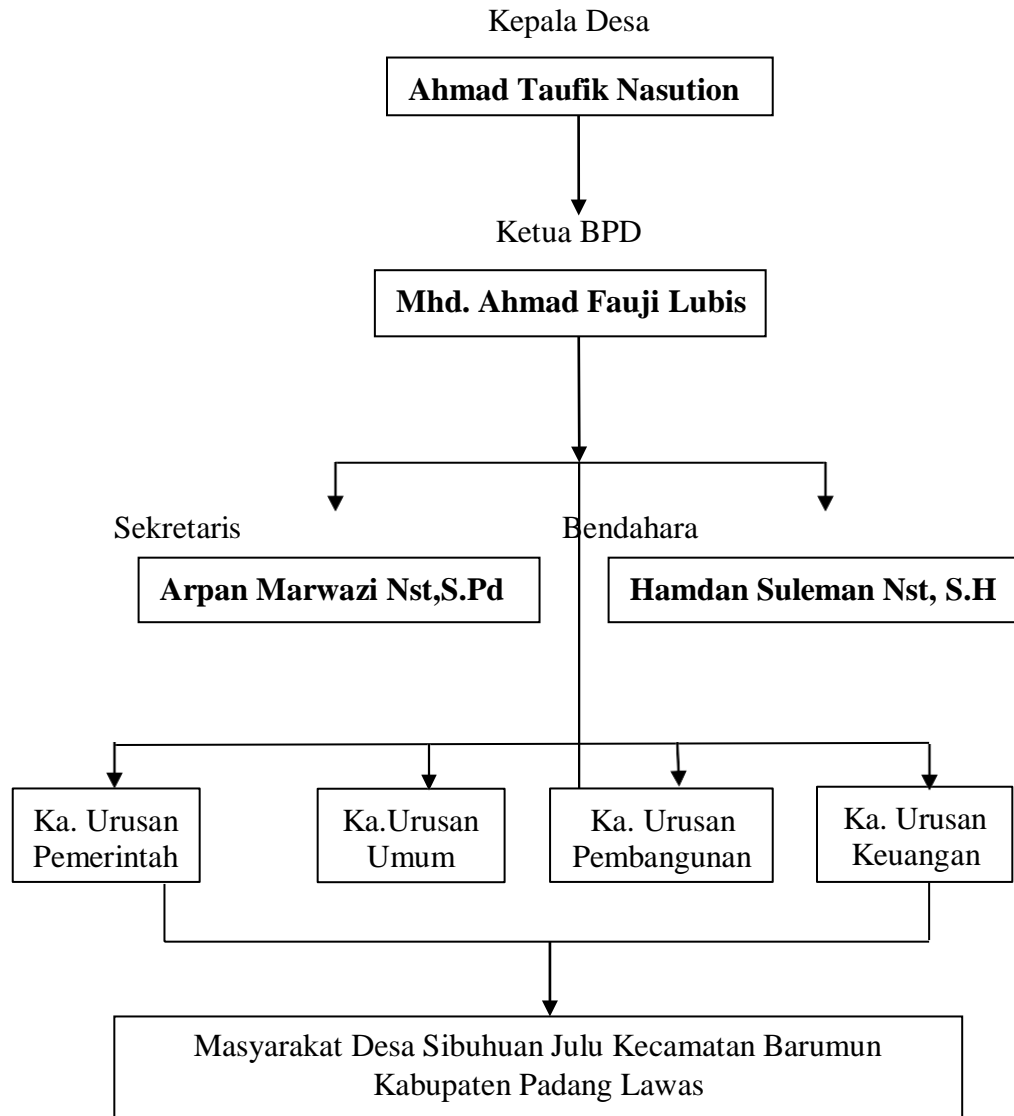 Kepala Desa
Ahmad Taufik Nasution
Ketua BPD
Mhd. Ahmad Fauji Lubis
Sekretaris
Bendahara
Arpan Marwazi Nst,S.Pd
Hamdan Suleman Nst, S.H
Ka. Urusan
Pemerintah
Ka.Urusan
Umum
Ka. Urusan
Pembangunan
Ka. Urusan
Keuangan
Masyarakat Desa Sibuhuan Julu Kecamatan Barumun
Kabupaten Padang Lawas